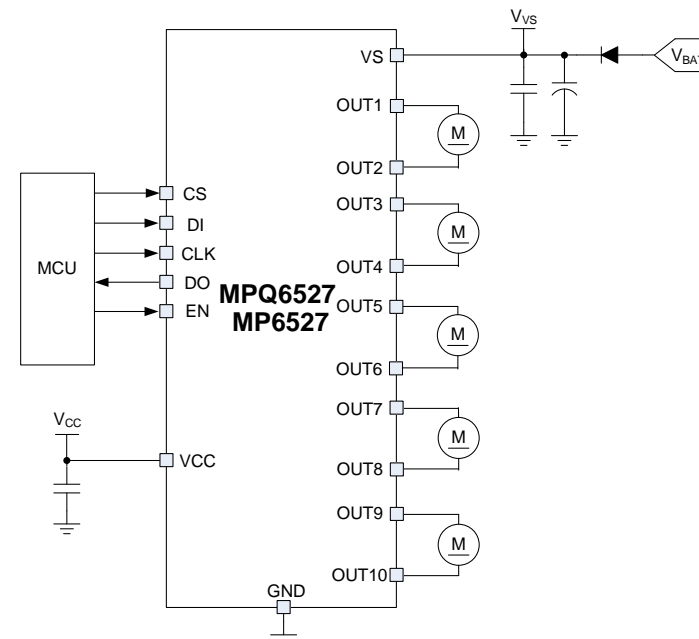 V_VS
VS
V_BAT
OUT1
M
OUT2
OUT3
M
OUT4
OUT5
M
OUT6
OUT7
M
OUT8
OUT9
M
OUT10
MCU
CS
DI
CLK
DO
EN
MPQ6527
MP6527
V_CC
VCC
GND